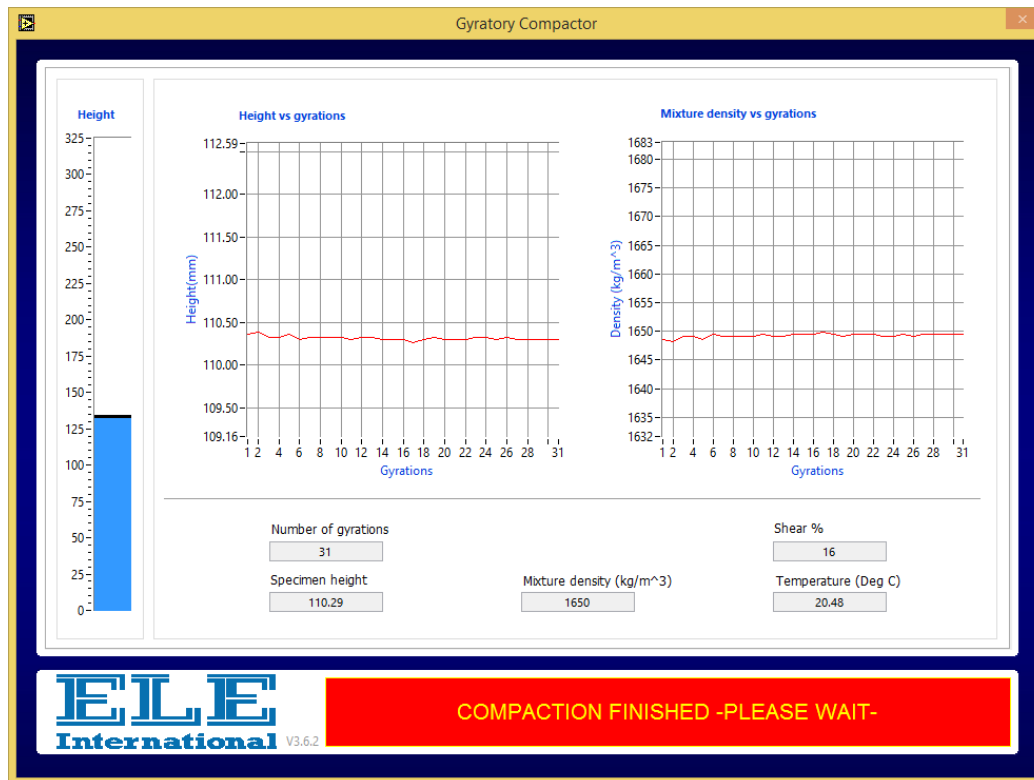 Gyratory Compactor
Height
325
300
275
250
225
200
175
150
125
100
75
50
25
0
Height vs gyrations
112.59
112.00
111.50
111.00
110.50
110.00
109.50
109.16
Height(mm)
1 2 4 6 8 10 12 14 16 18 20 22 24 26 28 31
Gyrations
Mixture density vs gyrations
1683
1680
1675
1670
1665
1660
1655
1650
1645
1640
1635
1632
Density (kg/m^3)
1 2 4 6 8 10 12 14 16 18 20 22 24 26 28 31
Gyrations
Number of gyrations
31
Shear %
16
Specimen height
110.29
Mixture density (kg/m^3)
1650
Temperature (Deg C)
20.48
ELE
International V3.6.2
COMPACTION FINISHED -PLEASE WAIT-